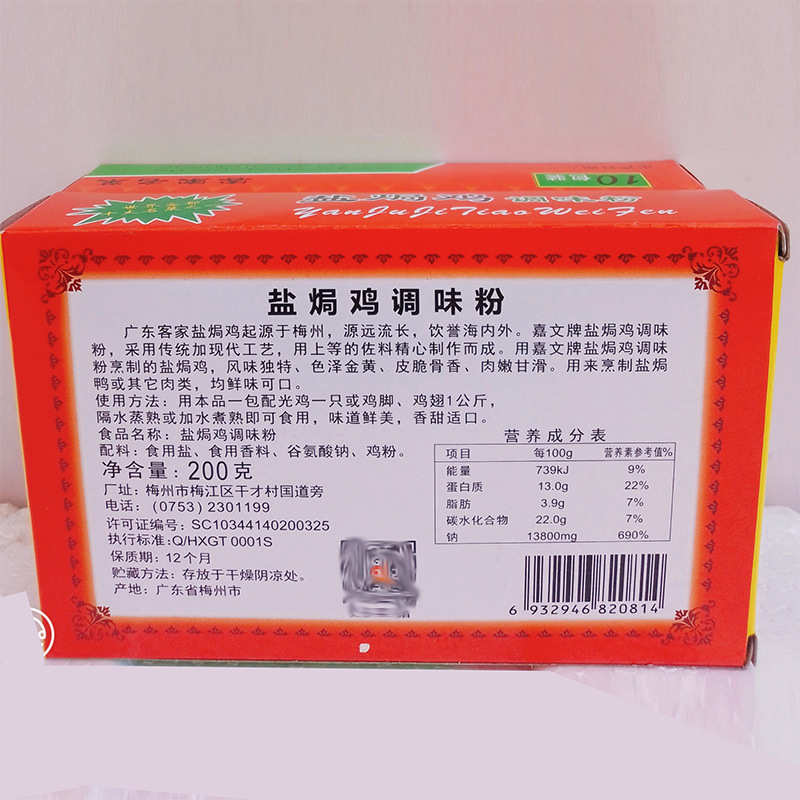 10包装
盐焗鸡 调味粉
YanJuJiTiaoWeiFen
盐焗鸡调味粉
广东客家盐焗鸡起源于梅州，源远流长，饮誉海内外。嘉文牌盐焗鸡调味
粉，采用传统加现代工艺，用上等的佐料精心制作而成。用嘉文牌盐焗鸡调味
粉烹制的盐焗鸡，风味独特、色泽金黄、皮脆骨香、肉嫩甘滑。用来烹制盐焗
鸭或其它肉类，均鲜味可口。
使用方法：用本品一包配光鸡一只或鸡脚、鸡翅1公斤，
隔水蒸熟或加水煮熟即可食用，味道鲜美，香甜适口。
食品名称：盐焗鸡调味粉
配料：食用盐、食用香料、谷氨酸钠、鸡粉。
净含量：200克
厂址：梅州市梅江区干才村国道旁
电话：(0753) 2301199
许可证编号：SC10344140200325
执行标准：Q/HXGT 0001S
保质期：12个月
贮藏方法：存放于干燥阴凉处。
产地：广东省梅州市
营养成分表
项目 每100g 营养素参考值%
能量 739kJ 9%
蛋白质 13.0g 22%
脂肪 3.9g 7%
碳水化合物 22.0g 7%
钠 13800mg 690%
6 932946 820814